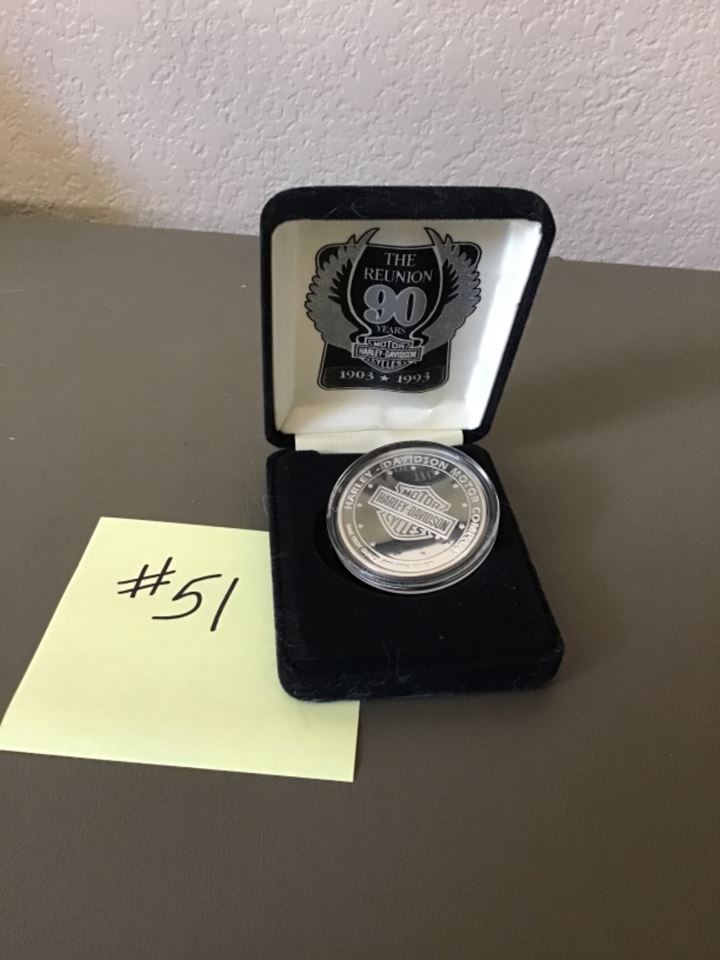 THE
REUNION
90
YEARS
MOTOR
HARLEY-DAVIDSON
CYCLES
1903 ★ 1993
HARLEY-DAVIDSON MOTOR COMPANY
MOTOR
HARLEY-DAVIDSON
CYCLES
#51